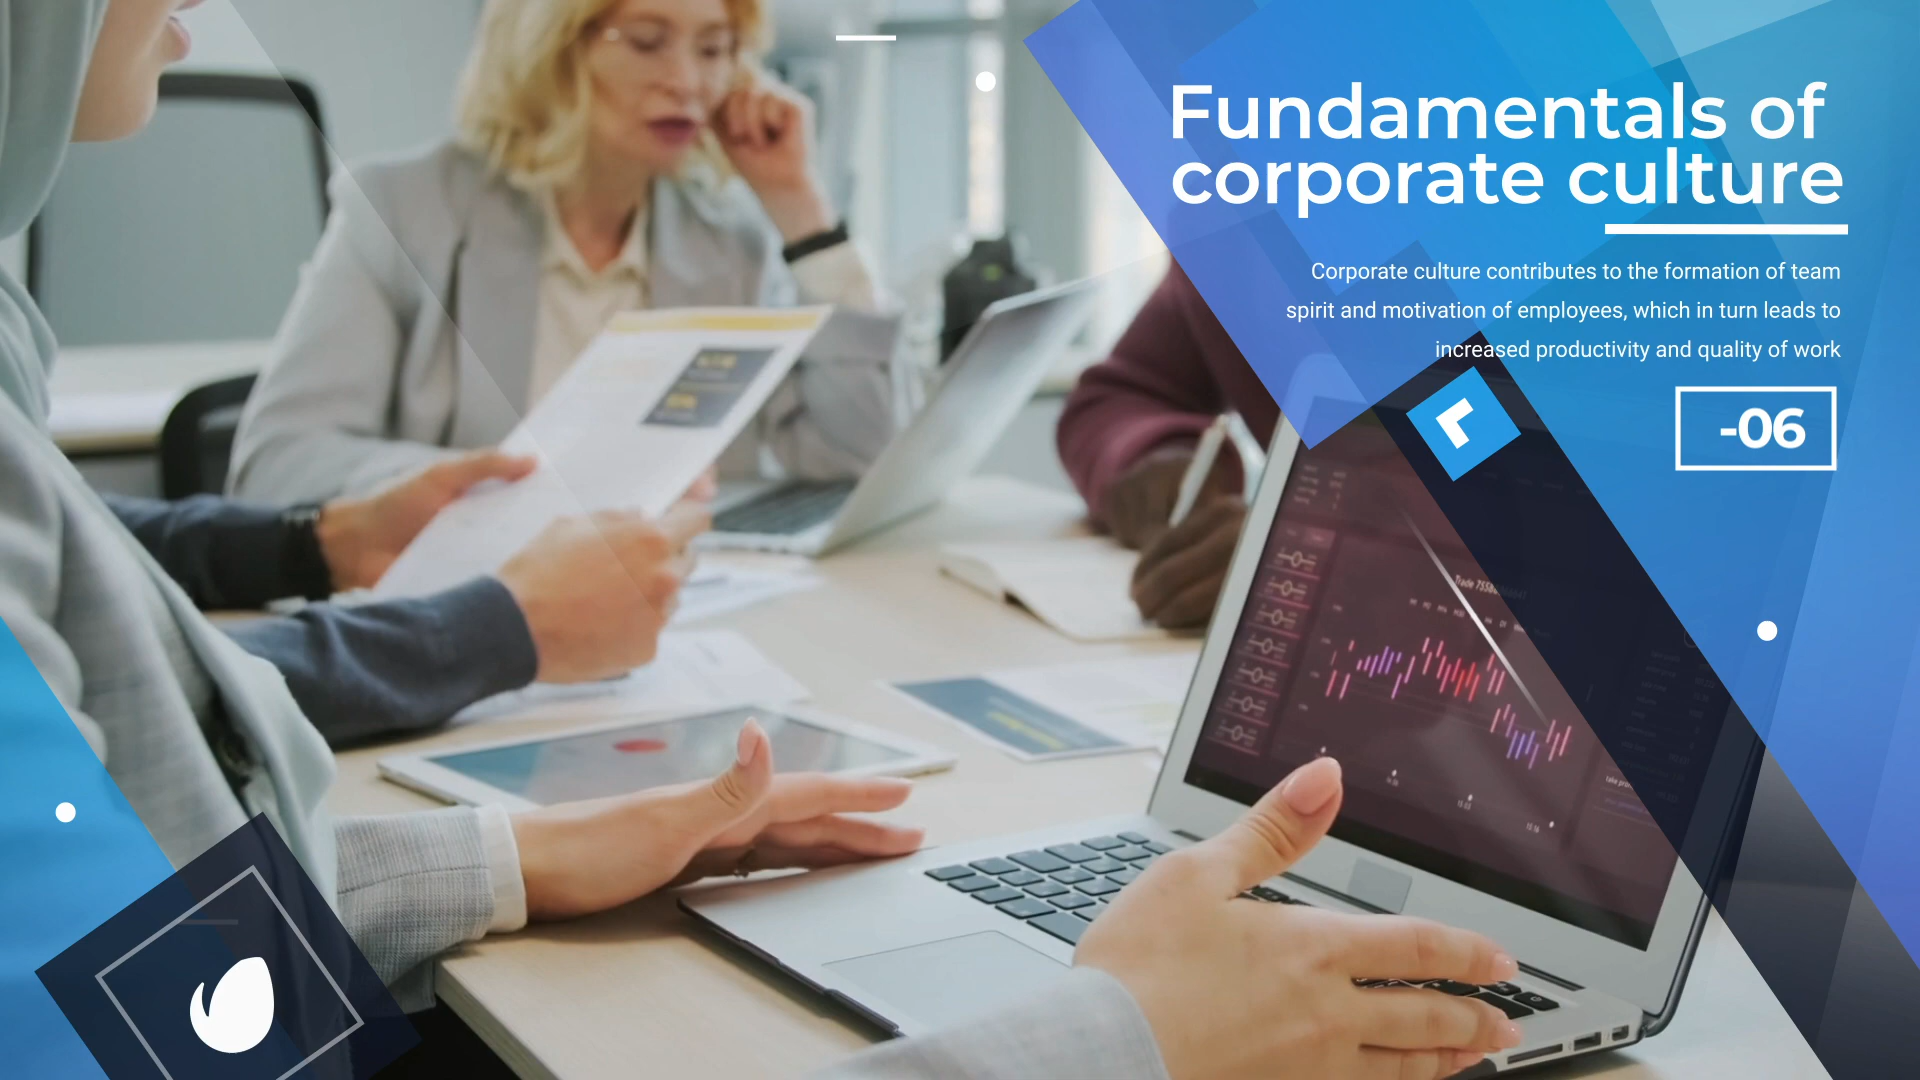 Fundamentals of
corporate culture
Corporate culture contributes to the formation of team
spirit and motivation of employees, which in turn leads to
increased productivity and quality of work
-06
Trade